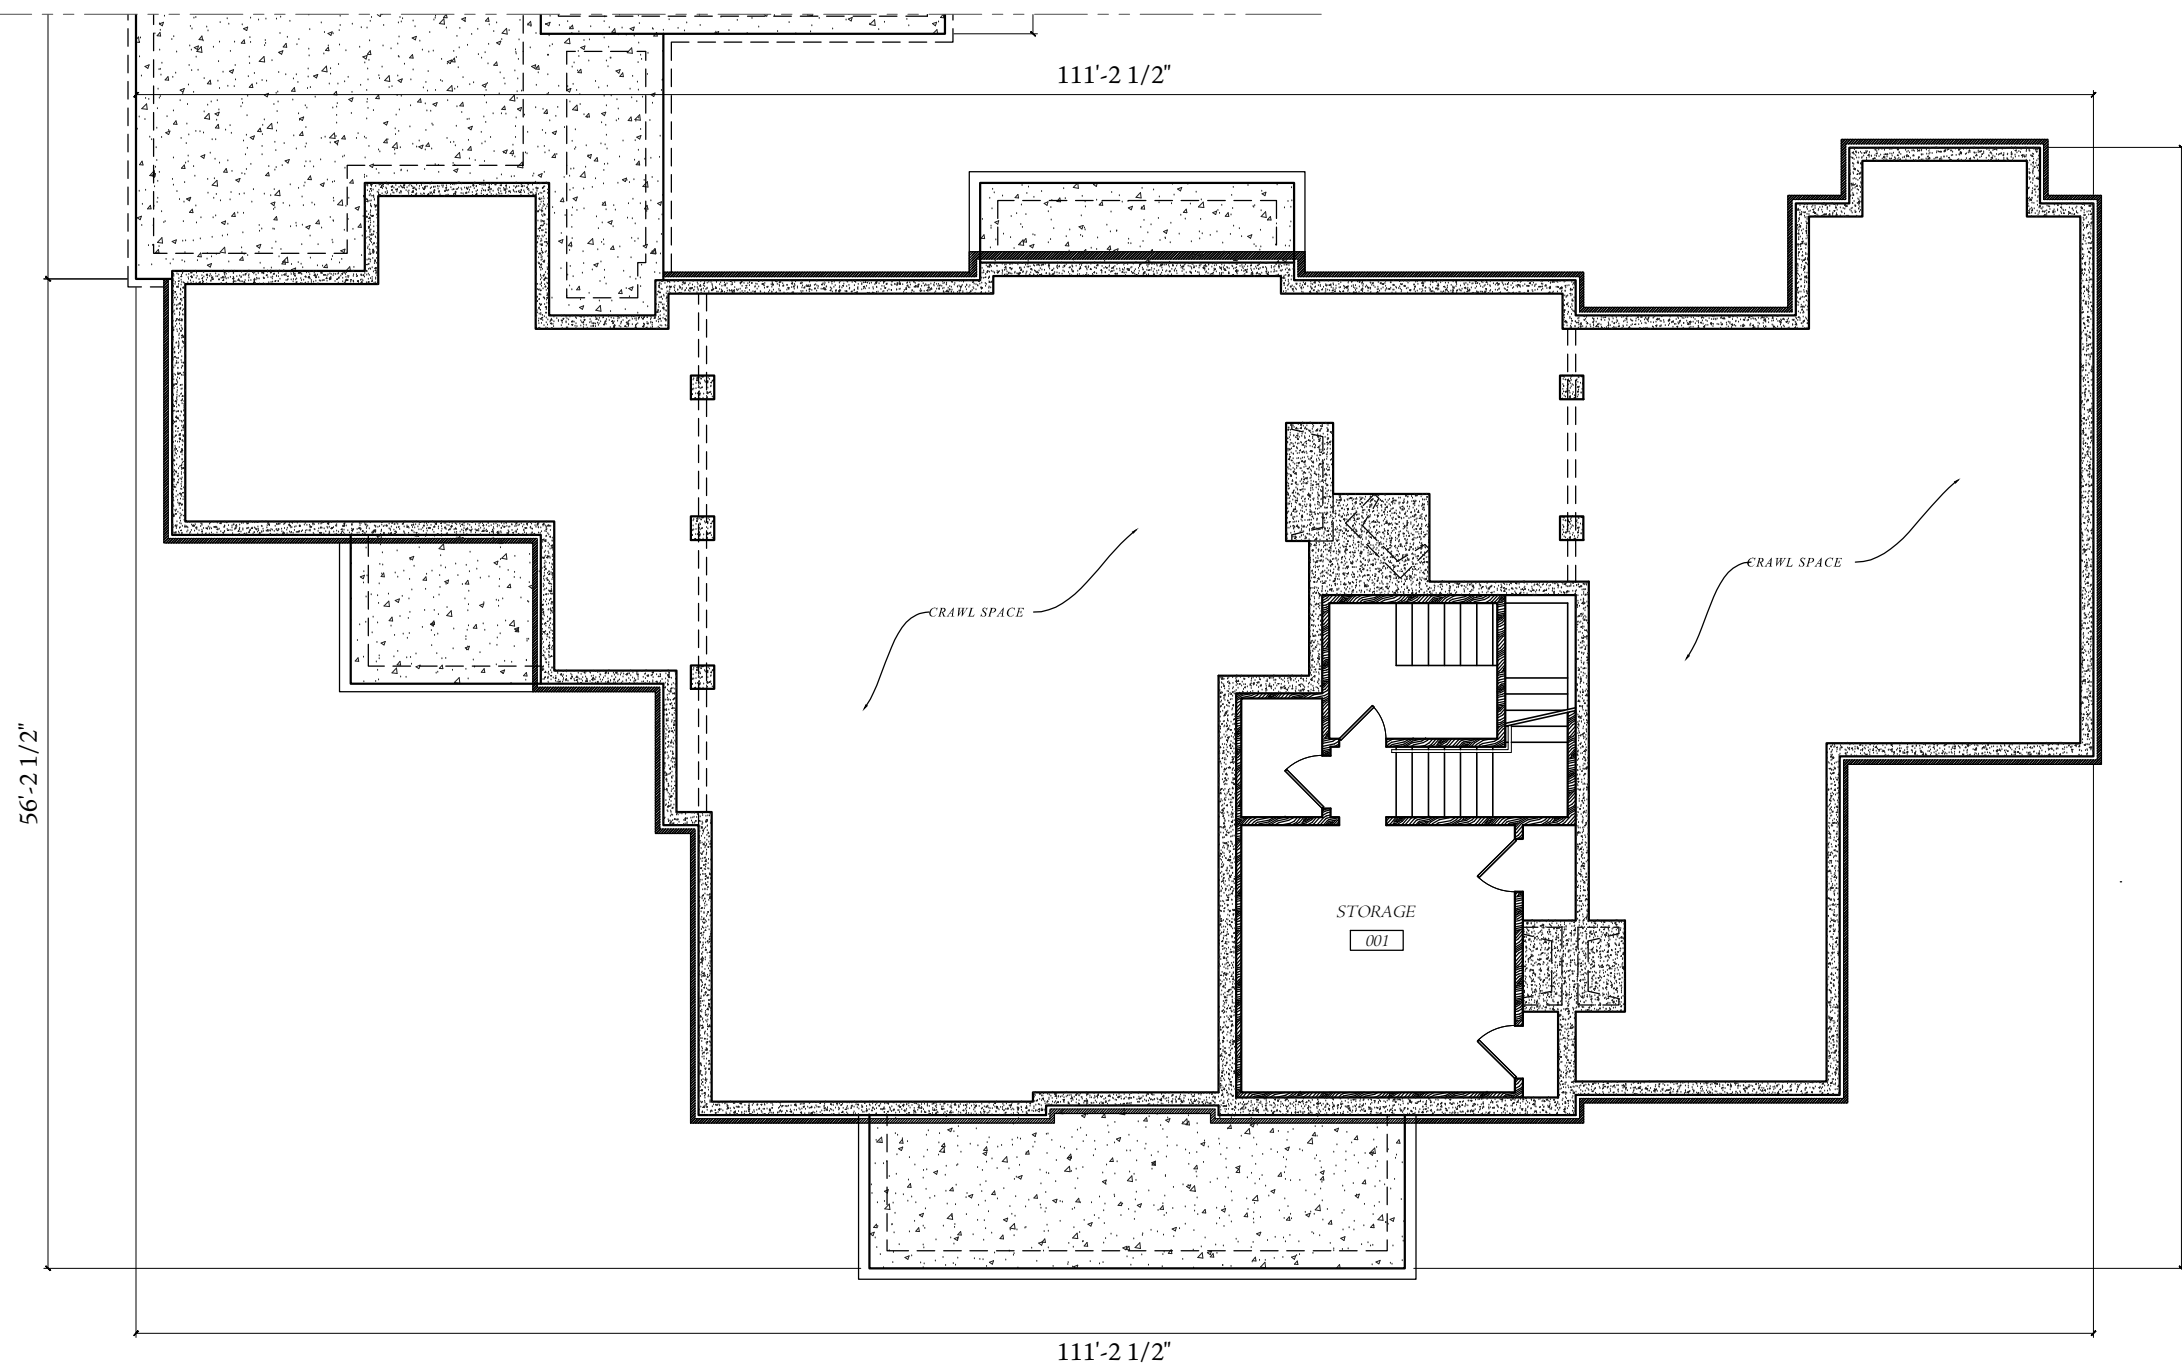 111'-2 1/2"
CRAWL SPACE
CRAWL SPACE
56'-2 1/2"
STORAGE
001
111'-2 1/2"